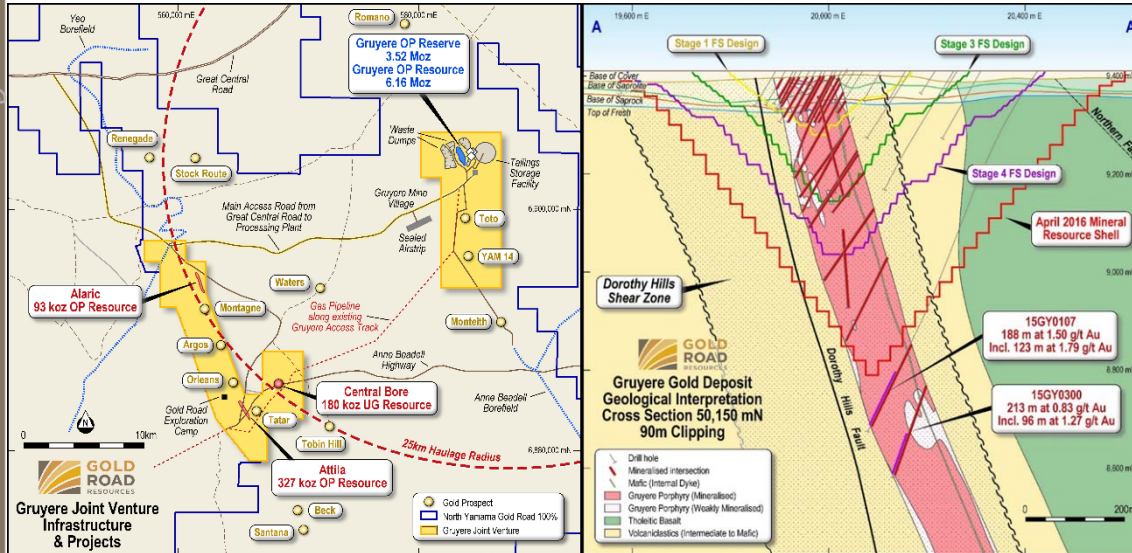 560,000 mE
580,000 mE
Yeo
Borefield
Great Central
Road
Romano
Gruyere OP Reserve
3.52 Moz
Gruyere OP Resource
6.16 Moz
Renegade
Stock Route
Waste
Dumps
Tailings
Storage
Facility
Gruyere Mine
Village
Main Access Road from
Great Central Road to
Processing Plant
Sealed
Airstrip
6,900,000 mN
Toto
YAM 14
Alaric
93 koz OP Resource
Montagne
Waters
Gas Pipeline
along existing
Gruyere Access Track
Monteith
Argos
Anne Beadell
Highway
Orleans
Central Bore
180 koz UG Resource
Anne Beadell
Borefield
Gold Road
Exploration
Camp
Tatar
Tobin Hill
25km Haulage Radius
N
0
10km
6,880,000 mN
Attila
327 koz OP Resource
GOLD
ROAD
RESOURCES
Gruyere Joint Venture
Infrastructure
& Projects
Beck
Santana
Gold Prospect
North Yamarna Gold Road 100%
Gruyere Joint Venture
A
19,600 m E
20,000 m E
20,400 m E
A
Stage 1 FS Design
Stage 3 FS Design
Base of Cover
Base of Saprolite
Base of Saprock
Top of Fresh
9,400 m
Northern
Stage 4 FS Design
9,200 m
April 2016 Mineral
Resource Shell
9,000 m
Dorothy Hills
Shear Zone
GOLD
ROAD
RESOURCES
Gruyere Gold Deposit
Geological Interpretation
Cross Section 50,150 mN
90m Clipping
Dorothy Hills Fault
15GY0107
188 m at 1.50 g/t Au
Incl. 123 m at 1.79 g/t Au
8,800 m
15GY0300
213 m at 0.83 g/t Au
Incl. 96 m at 1.27 g/t Au
8,600 m
Drill hole
Mineralised intersection
Mafic (Internal Dyke)
Gruyere Porphyry (Mineralised)
Gruyere Porphyry (Weakly Mineralised)
Tholeiitic Basalt
Volcaniclastics (Intermediate to Mafic)
0
200m